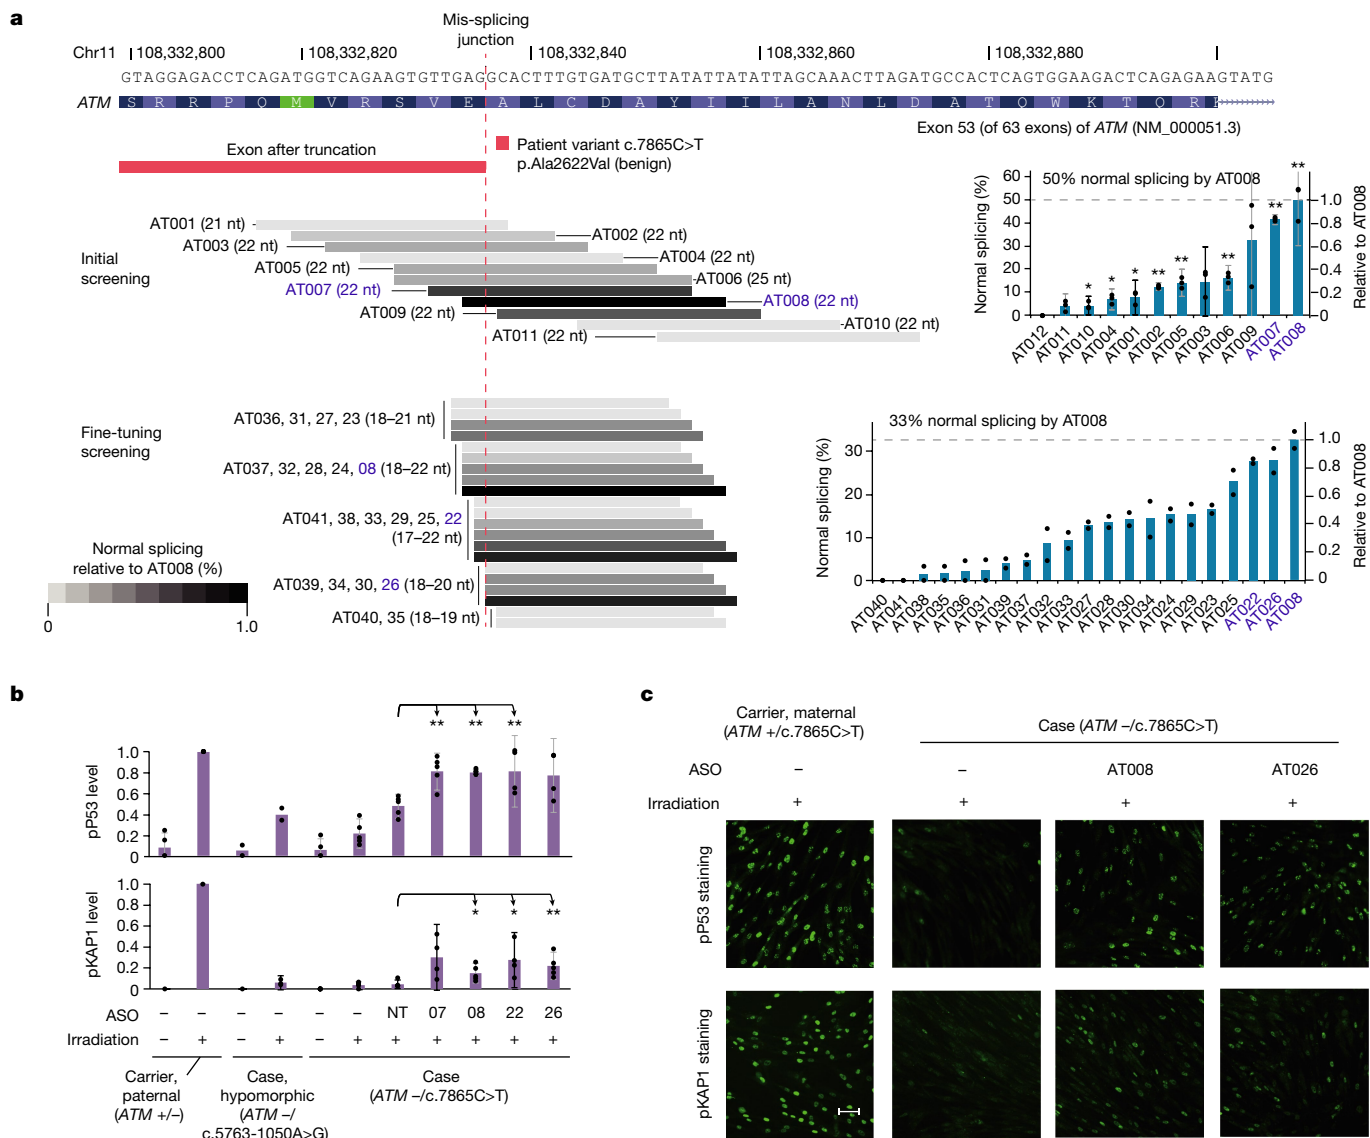 a
Mis-splicing
junction
Chr11
108,332,800
108,332,820
108,332,840
108,332,860
108,332,880
GTAGGAGACCTCAGATGGTCAGAAGTGTTGAGGCACTTTGTGATGCTTATATTATATTAGCAAACTTAGATGCCACTCAGTGGAAGACTCAGAGAAGTATG
ATM S R R P Q M V R S V E A L C D A Y I I L A N L D A T Q W K T Q R
Exon 53 (of 63 exons) of ATM (NM_000051.3)
Exon after truncation
Patient variant c.7865C>T
p.Ala2622Val (benign)
Initial
screening
AT001 (21 nt)
AT002 (22 nt)
AT003 (22 nt)
AT004 (22 nt)
AT005 (22 nt)
AT006 (25 nt)
AT007 (22 nt)
AT008 (22 nt)
AT009 (22 nt)
AT010 (22 nt)
AT011 (22 nt)
50% normal splicing by AT008
Normal splicing (%)
60
50
40
30
20
10
0
* * * ** ** ** ** **
1.0
0.8
0.6
0.4
0.2
0
Relative to AT008
AT012 AT011 AT010 AT004 AT001 AT002 AT005 AT003 AT006 AT009 AT007 AT008
Fine-tuning
screening
AT036, 31, 27, 23 (18–21 nt)
AT037, 32, 28, 24, 08 (18–22 nt)
AT041, 38, 33, 29, 25, 22
(17–22 nt)
AT039, 34, 30, 26 (18–20 nt)
AT040, 35 (18–19 nt)
Normal splicing
relative to AT008 (%)
0 1.0
33% normal splicing by AT008
Normal splicing (%)
30
20
10
0
1.0
0.8
0.6
0.4
0.2
0
Relative to AT008
AT040 AT041 AT038 AT035 AT036 AT031 AT039 AT037 AT032 AT033 AT027 AT028 AT030 AT034 AT024 AT029 AT023 AT025 AT022 AT026 AT008
b
pP53 level
1.0
0.8
0.6
0.4
0.2
0
** ** **
pKAP1 level
1.0
0.8
0.6
0.4
0.2
0
* * **
ASO – – – – – – NT 07 08 22 26
Irradiation – + – + – + + + + + +
Carrier,
paternal
(ATM +/–)
Case,
hypomorphic
(ATM –/
c.5763-1050A>G)
Case
(ATM –/c.7865C>T)
c
Carrier, maternal
(ATM +/c.7865C>T)
Case (ATM –/c.7865C>T)
ASO – – AT008 AT026
Irradiation + + + +
pP53 staining
pKAP1 staining